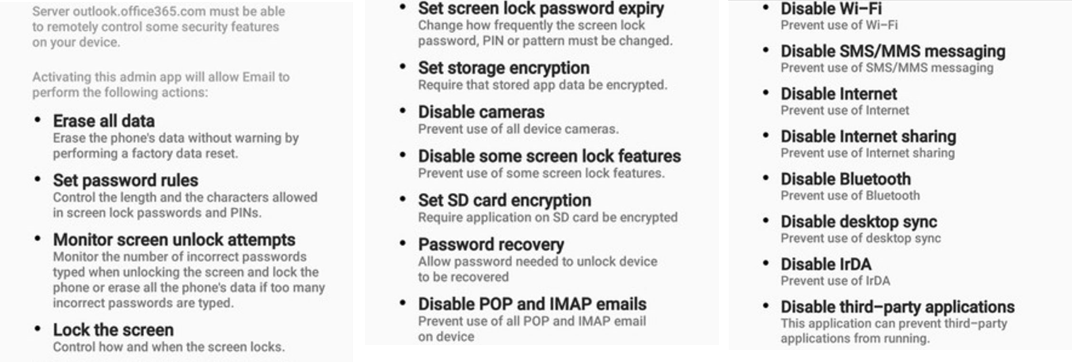 Server outlook.office365.com must be able
to remotely control some security features
on your device.
Activating this admin app will allow Email to
perform the following actions:
• Erase all data
Erase the phone's data without warning by
performing a factory data reset.
• Set password rules
Control the length and the characters allowed
in screen lock passwords and PINs.
• Monitor screen unlock attempts
Monitor the number of incorrect passwords
typed when unlocking the screen and lock the
phone or erase all the phone's data if too many
incorrect passwords are typed.
• Lock the screen
Control how and when the screen locks.
• Set screen lock password expiry
Change how frequently the screen lock
password, PIN or pattern must be changed.
• Set storage encryption
Require that stored app data be encrypted.
• Disable cameras
Prevent use of all device cameras.
• Disable some screen lock features
Prevent use of some screen lock features.
• Set SD card encryption
Require application on SD card be encrypted
• Password recovery
Allow password needed to unlock device
to be recovered
• Disable POP and IMAP emails
Prevent use of all POP and IMAP email
on device
• Disable Wi-Fi
Prevent use of Wi-Fi
• Disable SMS/MMS messaging
Prevent use of SMS/MMS messaging
• Disable Internet
Prevent use of Internet
• Disable Internet sharing
Prevent use of Internet sharing
• Disable Bluetooth
Prevent use of Bluetooth
• Disable desktop sync
Prevent use of desktop sync
• Disable IrDA
Prevent use of IrDA
• Disable third-party applications
This application can prevent third-party
applications from running.